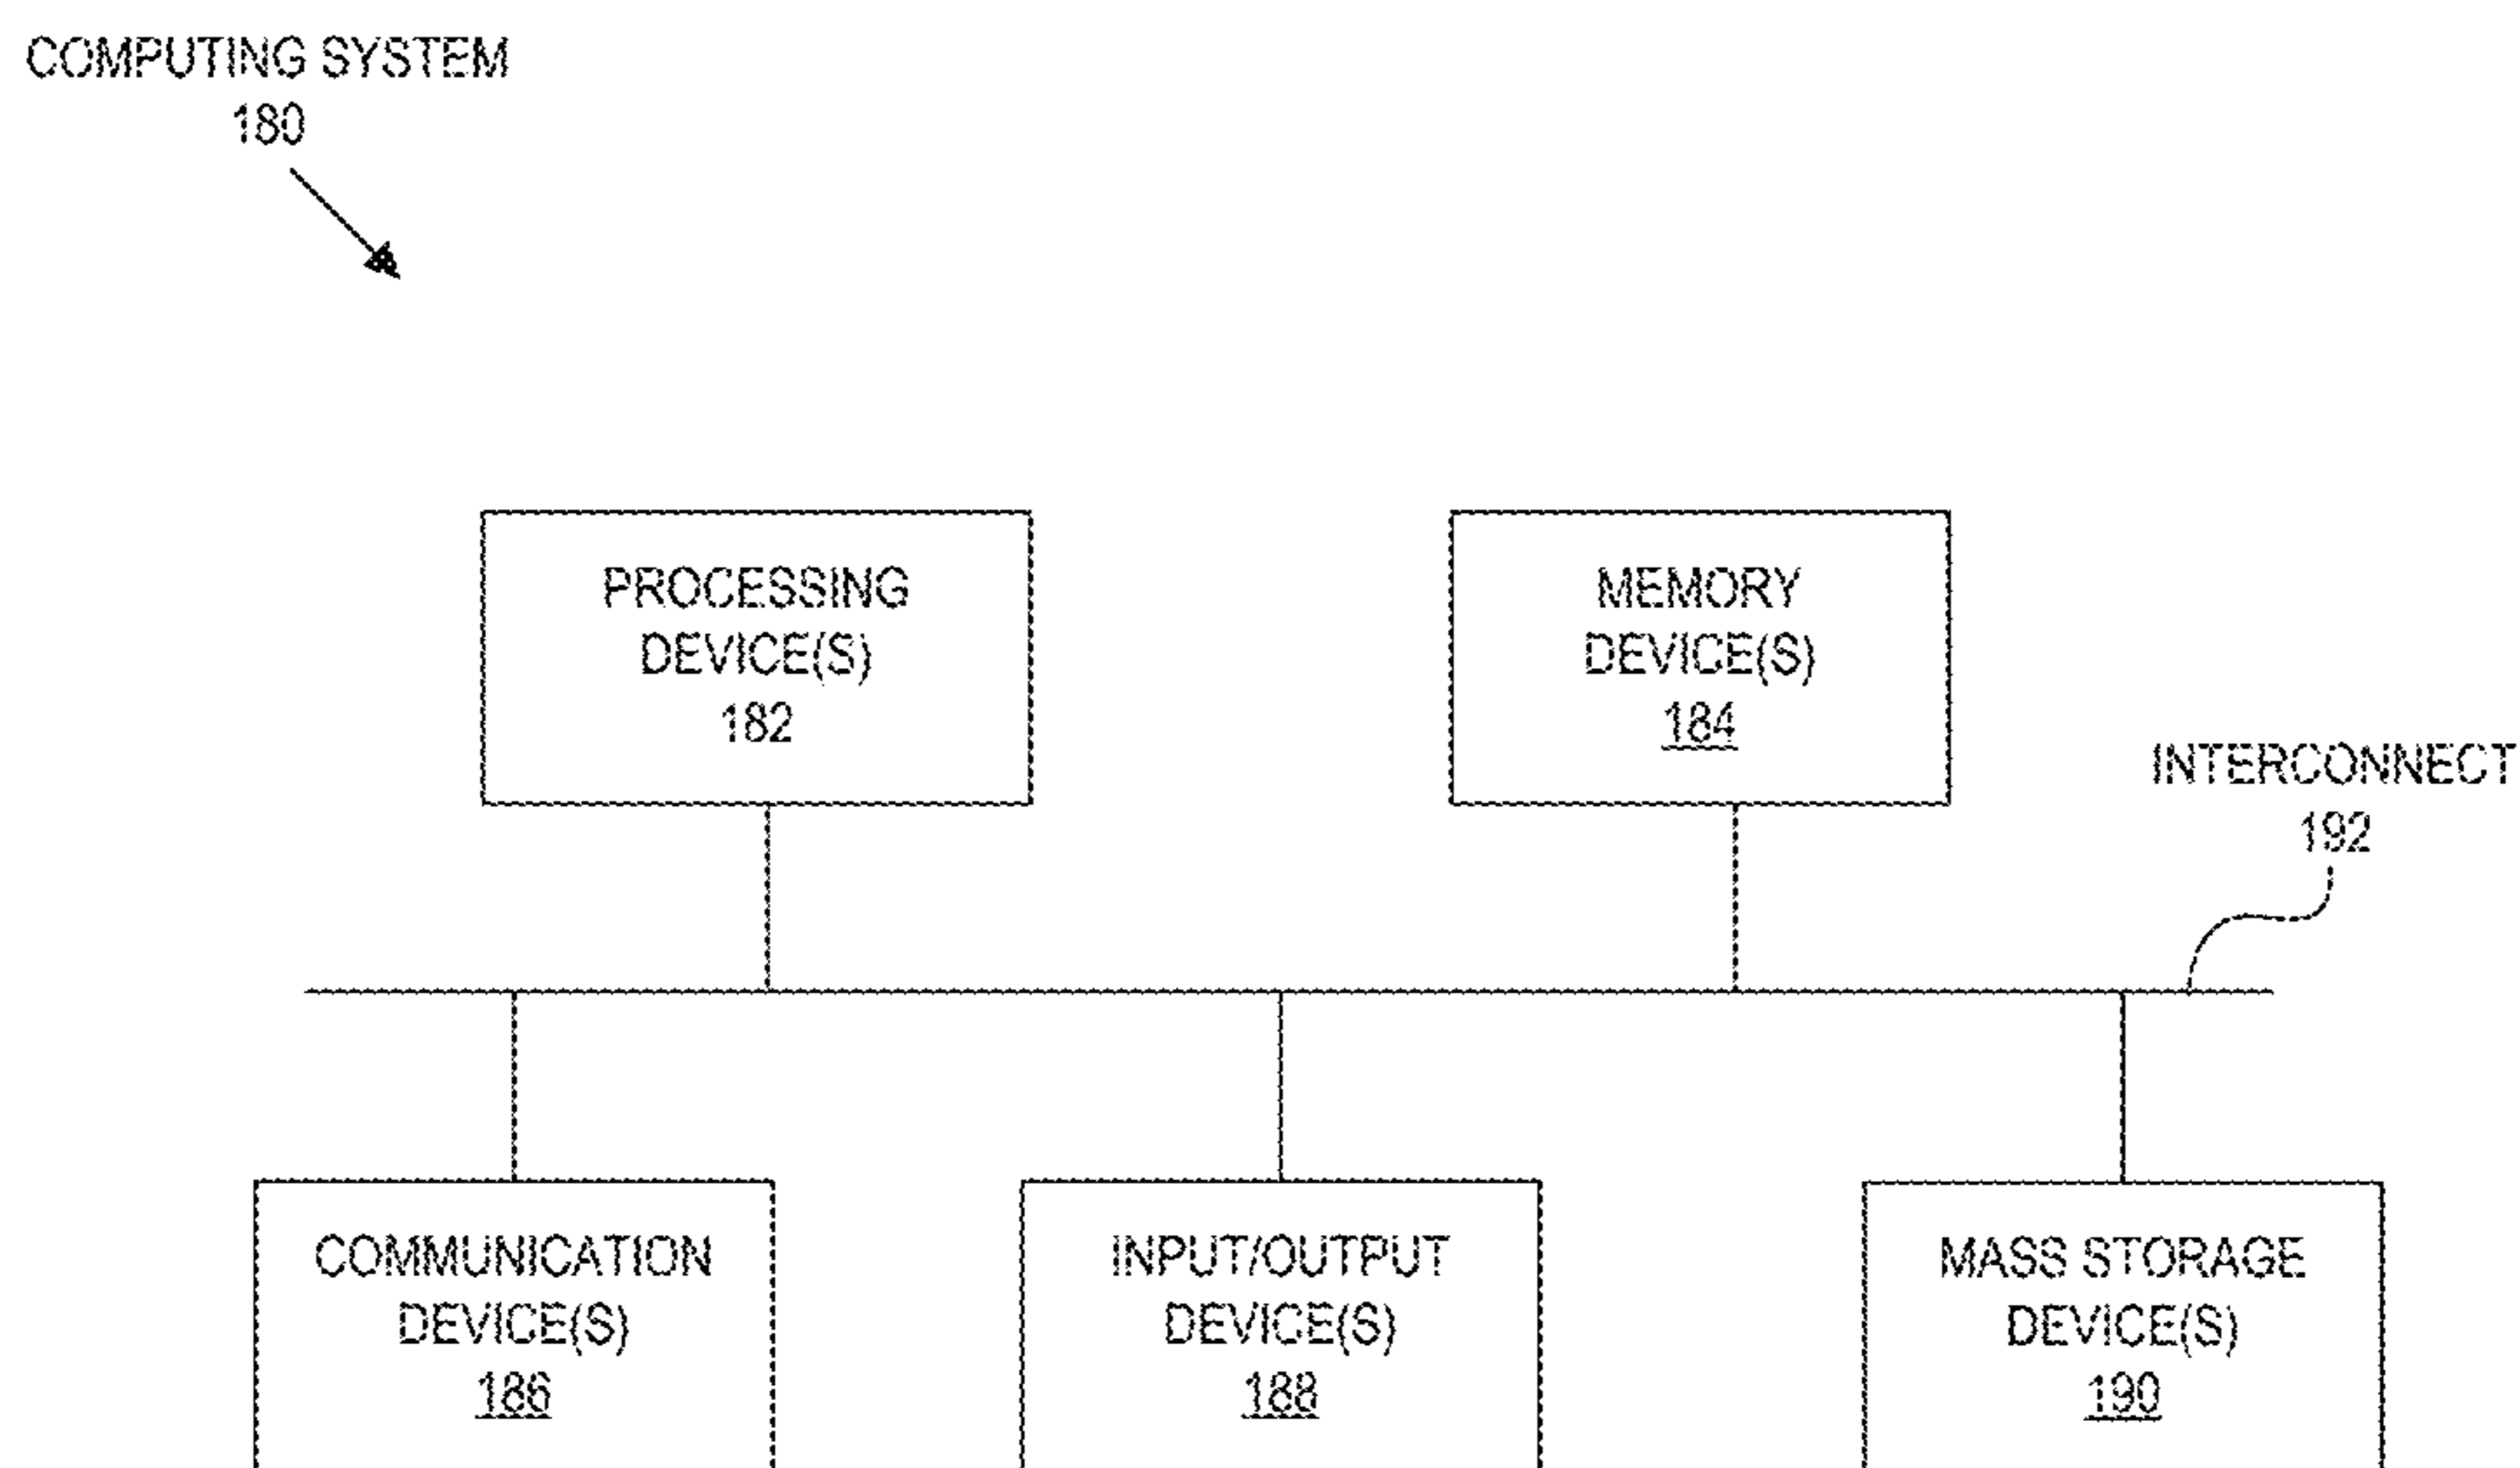 COMPUTING SYSTEM
180
PROCESSING
DEVICE(S)
182
MEMORY
DEVICE(S)
184
INTERCONNECT
192
COMMUNICATION
DEVICE(S)
186
INPUT/OUTPUT
DEVICE(S)
188
MASS STORAGE
DEVICE(S)
190